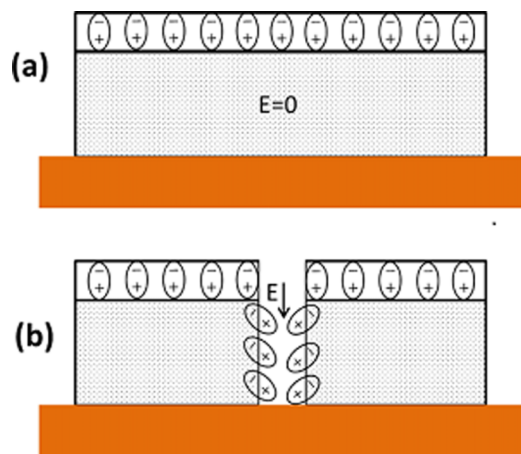 − − − − − − − − − − −
+ + + + + + + + + + +
(a)
E=0
− − − − − − − − −
+ + + + + + + + +
E
(b)
− + + −
− + + −
− + + −